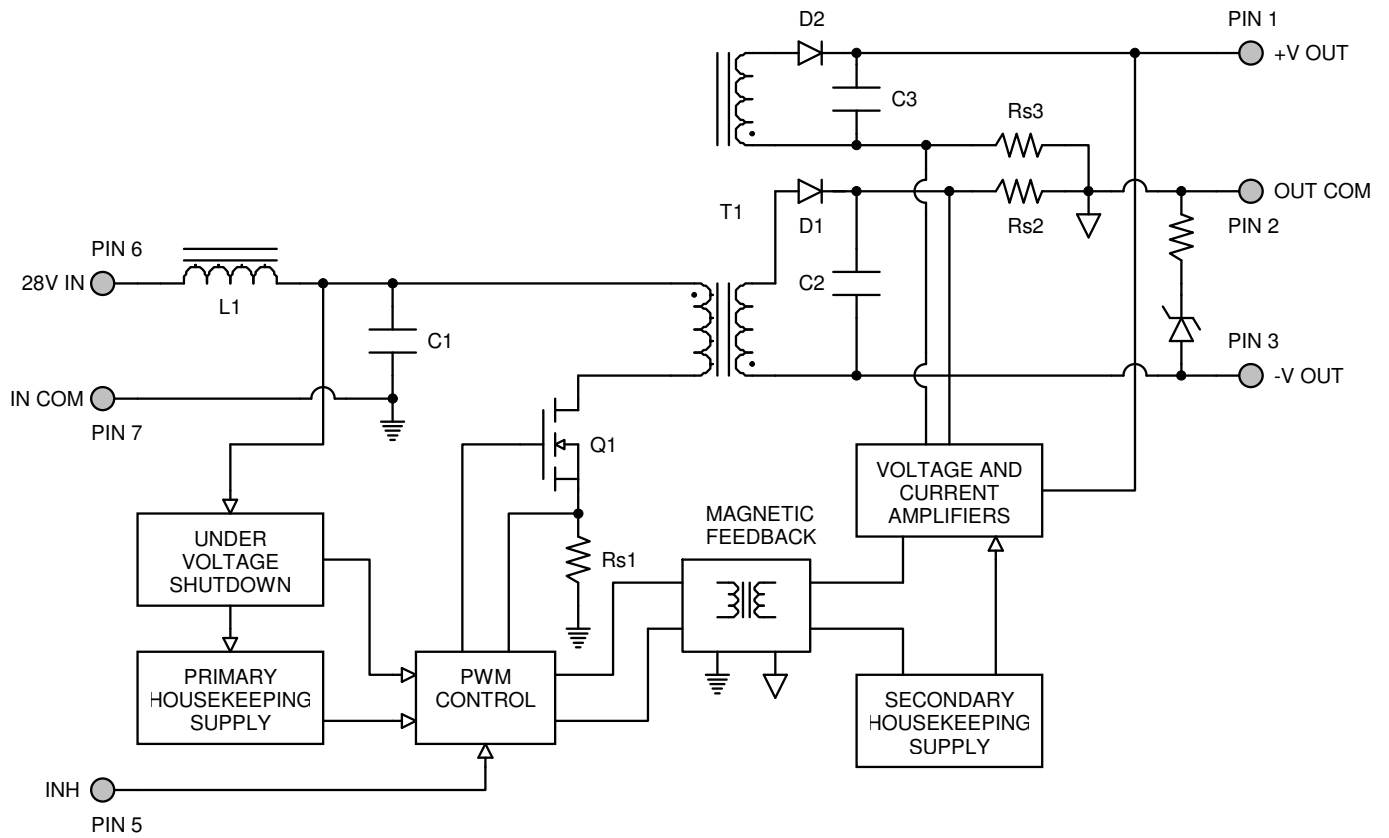 D2
PIN 1
+V OUT
C3
Rs3
T1
D1
Rs2
OUT COM
PIN 2
PIN 6
28V IN
L1
C1
C2
PIN 3
-V OUT
IN COM
PIN 7
Q1
VOLTAGE AND
CURRENT
AMPLIFIERS
MAGNETIC
FEEDBACK
UNDER
VOLTAGE
SHUTDOWN
Rs1
PRIMARY
HOUSEKEEPING
SUPPLY
PWM
CONTROL
SECONDARY
HOUSEKEEPING
SUPPLY
INH
PIN 5